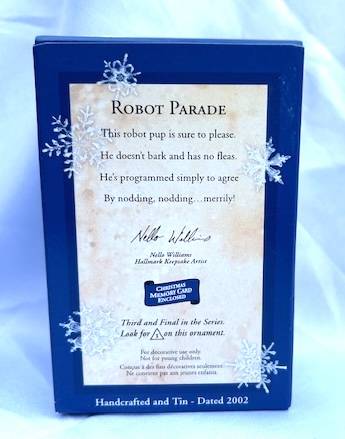 ROBOT PARADE
This robot pup is sure to please.
He doesn't bark and has no fleas.
He's programmed simply to agree
By nodding, nodding...merrily!
Nello Williams
Nello Williams
Hallmark Keepsake Artist
CHRISTMAS
MEMORY CARD
ENCLOSED
Third and Final in the Series.
Look for on this ornament.
For decorative use only.
Not for young children.
Conçu à des fins décoratives seulement.
Ne convient pas aux jeunes enfants.
Handcrafted and Tin - Dated 2002